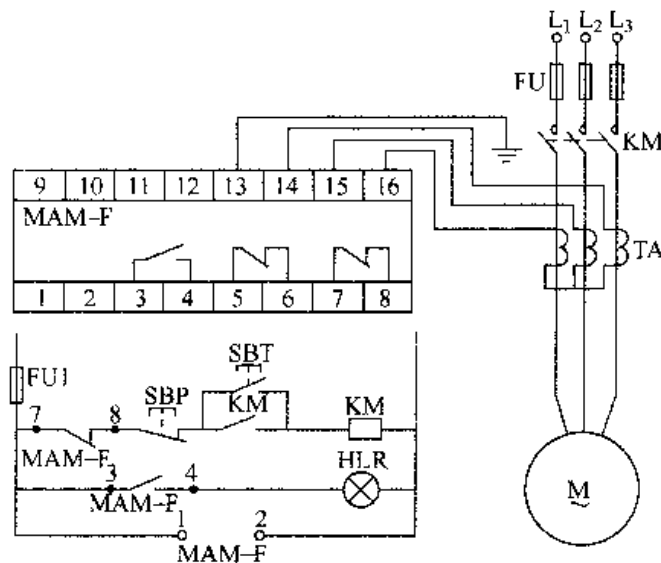 L1 L2 L3
FU
KM
9 10 11 12 13 14 15 16
MAM-F
1 2 3 4 5 6 7 8
TA
FU1
SBT
SBP
KM
KM
7 8
MAM-F
HLR
3 4
MAM-F
1 2
MAM-F
M
~